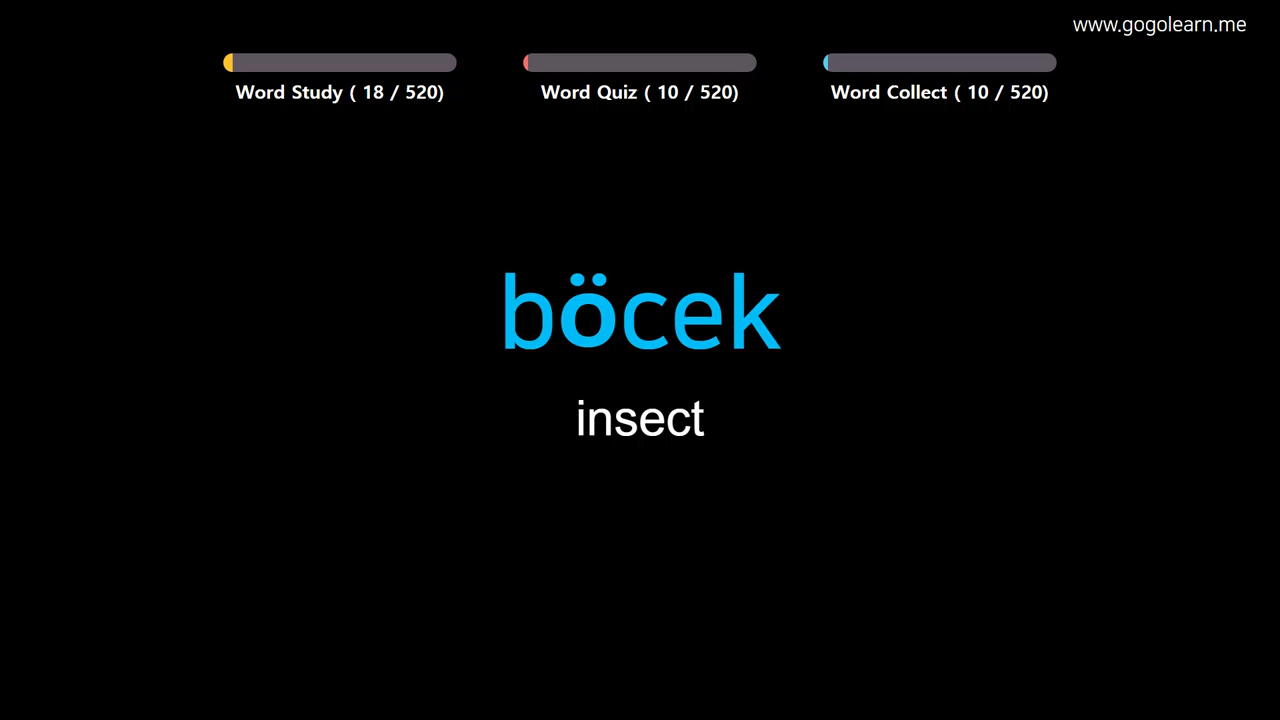 www.gogolearn.me
Word Study ( 18 / 520)
Word Quiz ( 10 / 520)
Word Collect ( 10 / 520)
böcek
insect